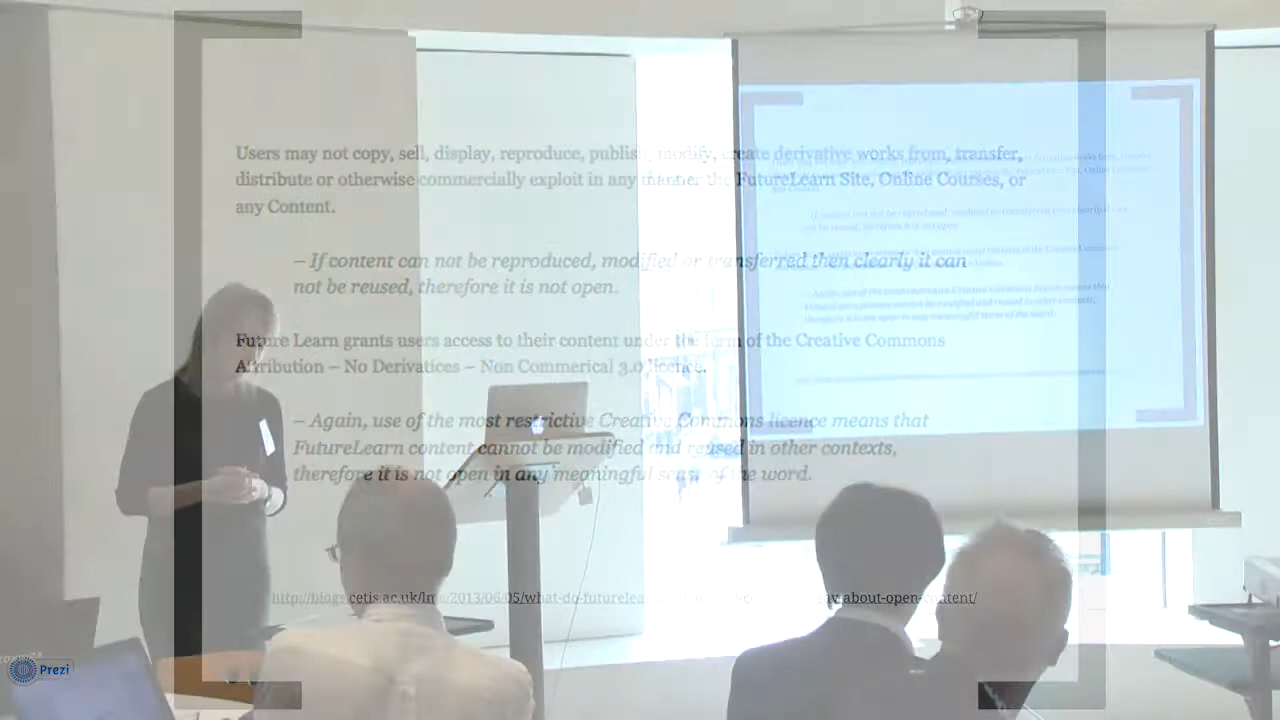 Users may not copy, sell, display, reproduce, publish, modify, create derivative works from, transfer,
distribute or otherwise commercially exploit in any manner the FutureLearn Site, Online Courses, or
any Content.
– If content can not be reproduced, modified or transferred then clearly it can
not be reused, therefore it is not open.
Future Learn grants users access to their content under the form of the Creative Commons
Attribution – No Derivatices – Non Commerical 3.0 licence.
– Again, use of the most restrictive Creative Commons licence means that
FutureLearn content cannot be modified and reused in other contexts,
therefore it is not open in any meaningful sense of the word.
Prezi